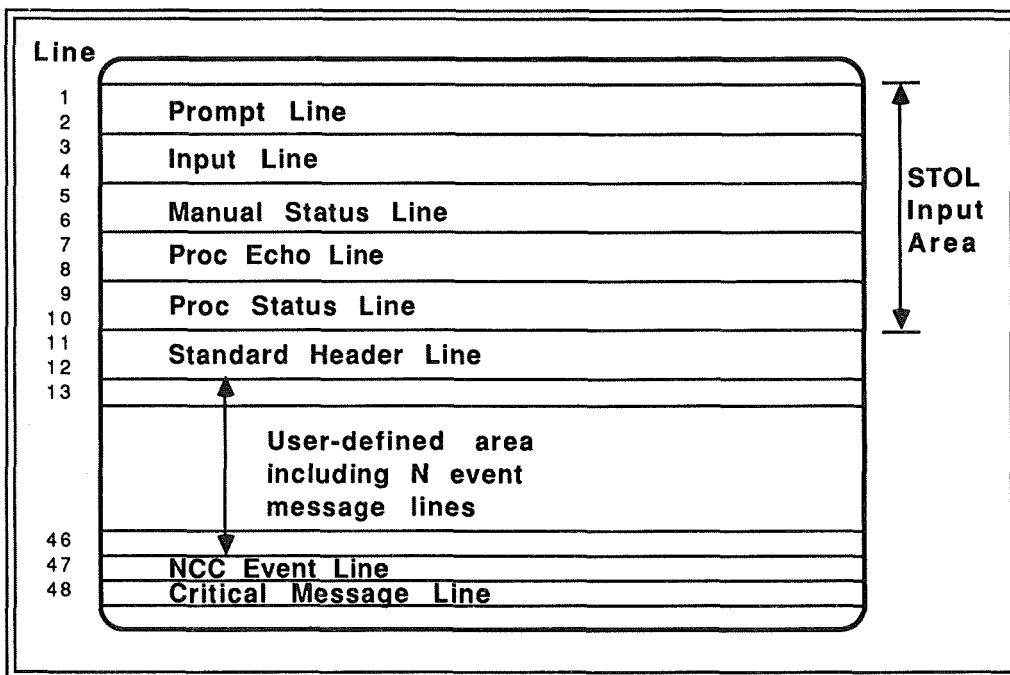 Line
1
2
Prompt Line
3
4
Input Line
5
6
Manual Status Line
7
8
Proc Echo Line
9
10
Proc Status Line
11
12
Standard Header Line
13
User-defined area
including N event
message lines
46
47
NCC Event Line
48
Critical Message Line
STOL
Input
Area